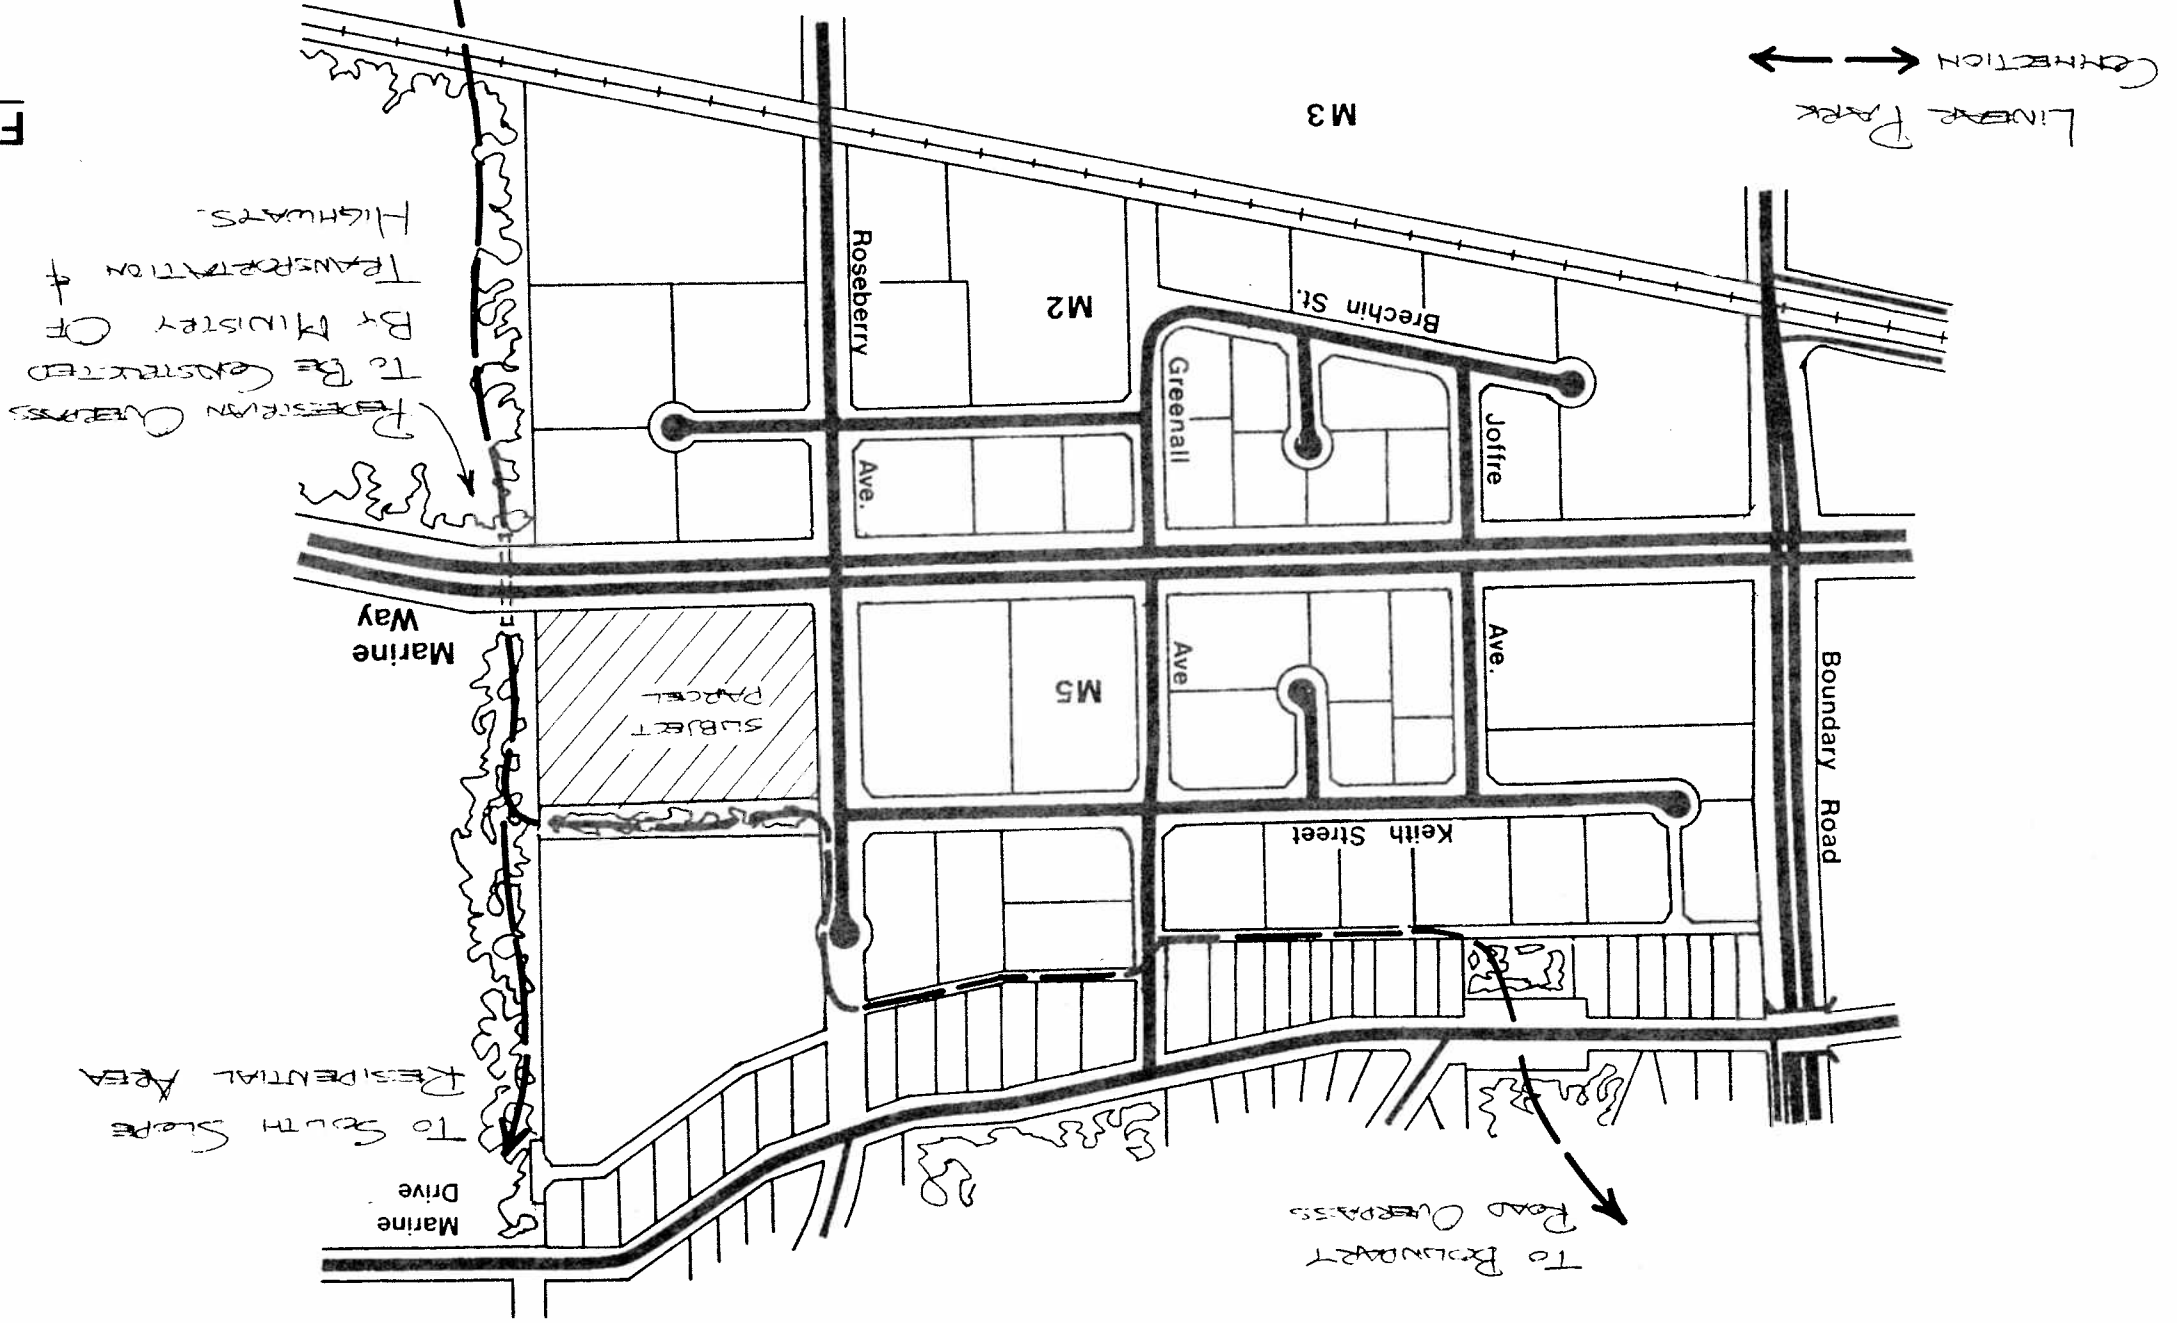 TO BOUNDARY
ROAD OVERPASS
Marine
Drive
TO SOUTH SLOPE
RESIDENTIAL AREA
Keith Street
Boundary Road
SUBJECT
PARCEL
M5
Ave
Ave.
Marine
Way
Roseberry
Ave.
Greenall
Joffre
PEDESTRIAN OVERPASS
TO BE CONSTRUCTED
BY MINISTRY OF
TRANSPORTATION &
HIGHWAYS.
M2
Brechin St.
M3
LINEAR PARK
CONNECTION